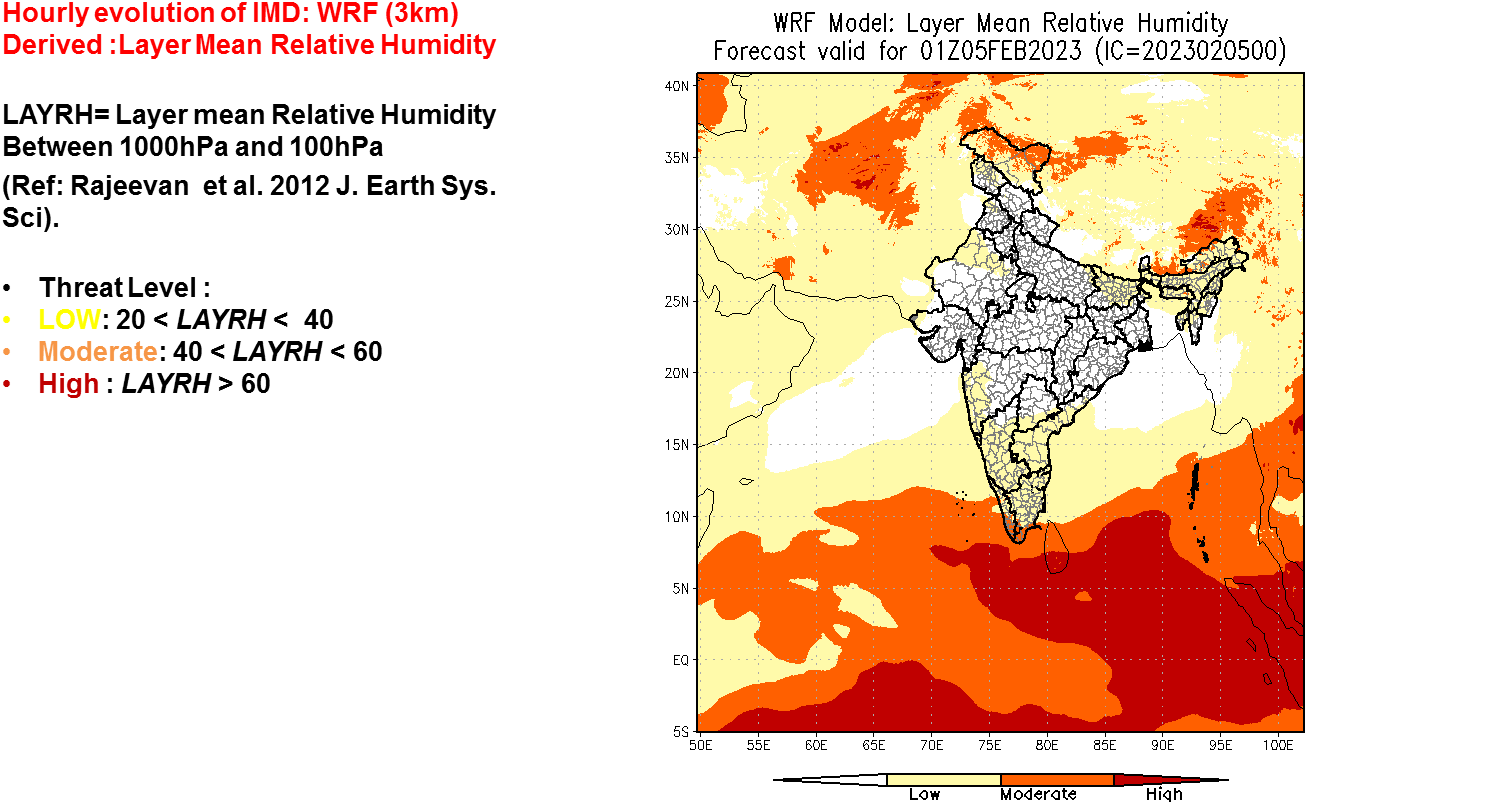 Hourly evolution of IMD: WRF (3km)
Derived :Layer Mean Relative Humidity
LAYRH= Layer mean Relative Humidity
Between 1000hPa and 100hPa
(Ref: Rajeevan et al. 2012 J. Earth Sys.
Sci).
• Threat Level :
• LOW: 20 < LAYRH < 40
• Moderate: 40 < LAYRH < 60
• High : LAYRH > 60
WRF Model: Layer Mean Relative Humidity
Forecast valid for 01Z05FEB2023 (IC=2023020500)
40N
35N
30N
25N
20N
15N
10N
5N
EQ
5S
50E 55E 60E 65E 70E 75E 80E 85E 90E 95E 100E
Low Moderate High